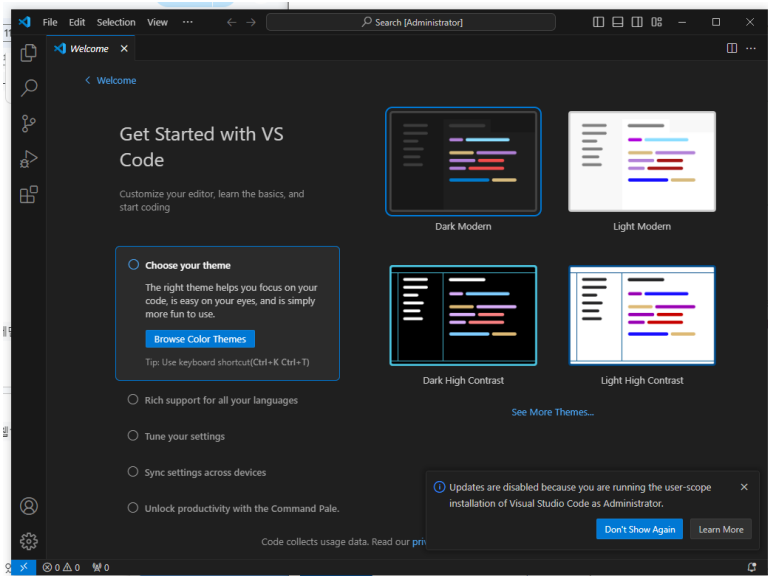 File Edit Selection View ··· Search [Administrator]
Welcome
Welcome
Get Started with VS
Code
Customize your editor, learn the basics, and
start coding
Choose your theme
The right theme helps you focus on your
code, is easy on your eyes, and is simply
more fun to use.
Browse Color Themes
Tip: Use keyboard shortcut(Ctrl+K Ctrl+T)
Rich support for all your languages
Tune your settings
Sync settings across devices
Unlock productivity with the Command Pale.
Dark Modern
Light Modern
Dark High Contrast
Light High Contrast
See More Themes...
Code collects usage data. Read our
Updates are disabled because you are running the user-scope
installation of Visual Studio Code as Administrator.
Don't Show Again
Learn More
0 0 0